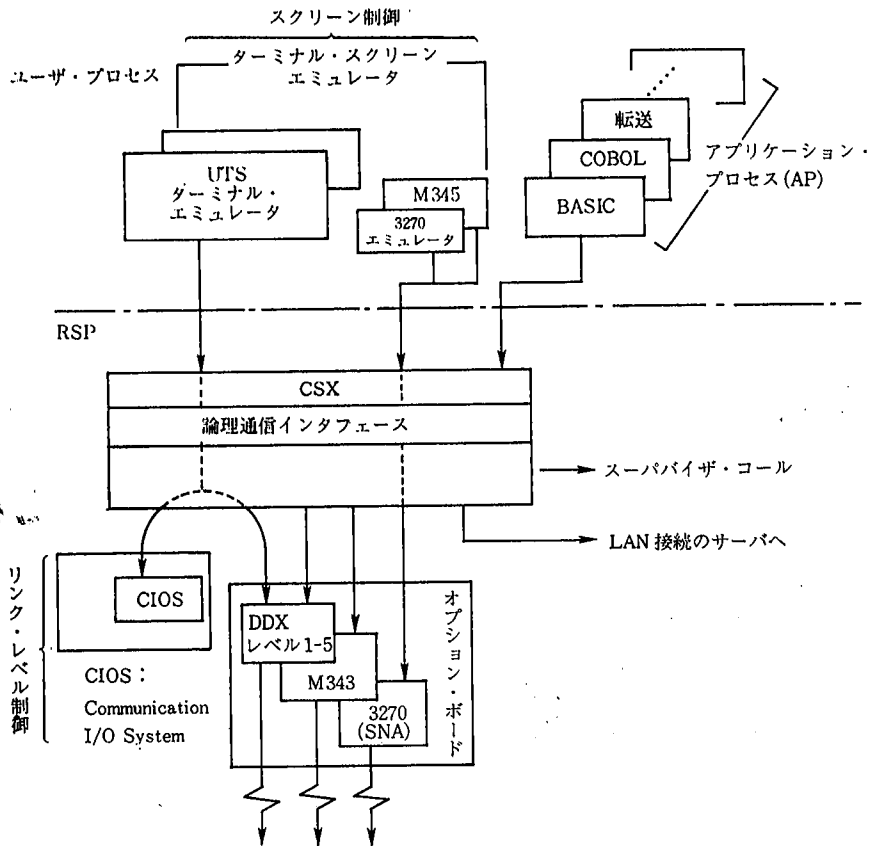 スクリーン制御
ユーザ・プロセス
ターミナル・スクリーン
エミュレータ
転送
COBOL
BASIC
アプリケーション・
プロセス(AP)
UTS
ターミナル・
エミュレータ
M345
3270
エミュレータ
RSP
CSX
論理通信インタフェース
スーパバイザ・コール
LAN接続のサーバへ
リンク・レベル制御
CIOS
CIOS：
Communication
I/O System
DDX
レベル1-5
M343
3270
(SNA)
オプション・ボード